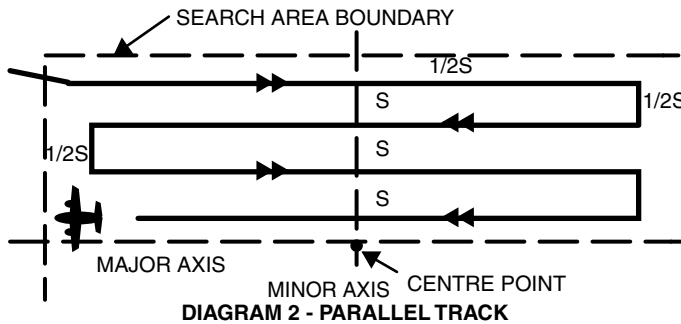 SEARCH AREA BOUNDARY
1/2S
S
1/2S
S
1/2S
S
MAJOR AXIS
CENTRE POINT
MINOR AXIS
DIAGRAM 2 - PARALLEL TRACK